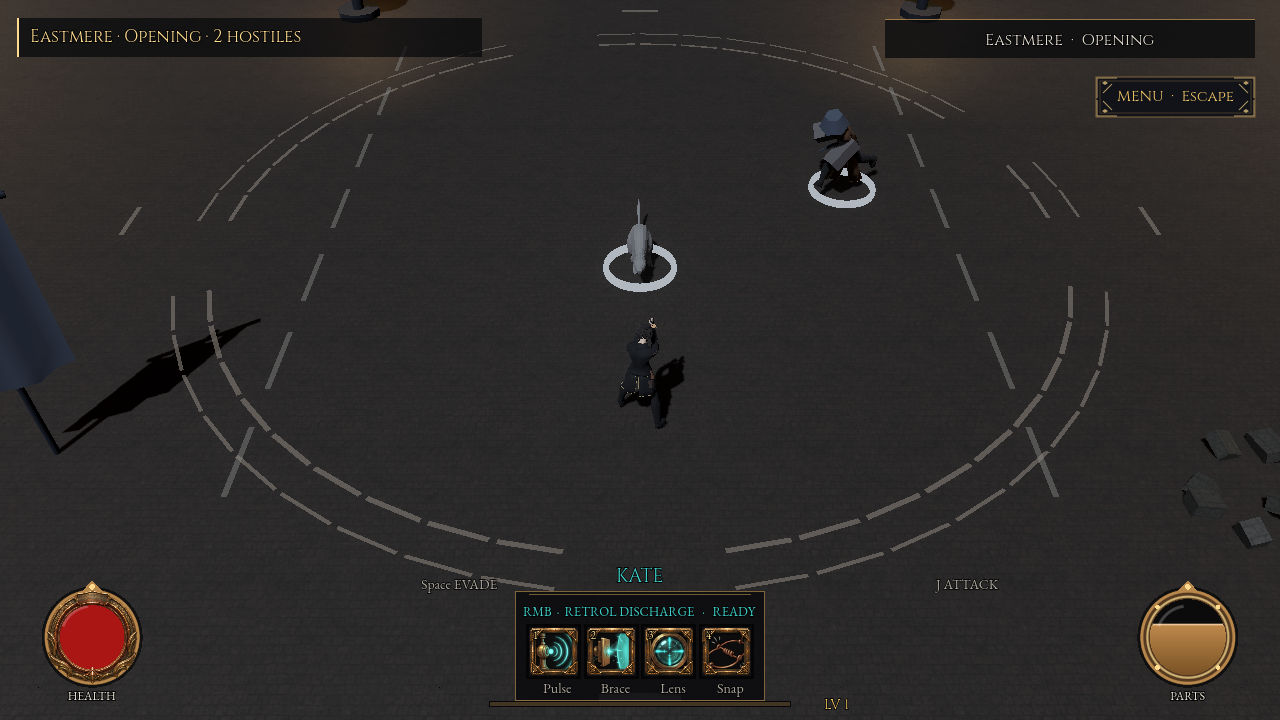 EASTMERE · OPENING · 2 HOSTILES
EASTMERE · OPENING
MENU · ESCAPE
Space EVADE
KATE
J ATTACK
RMB · RETROL DISCHARGE · READY
1 2 3 4
Pulse Brace Lens Snap
HEALTH
PARTS
LV 1